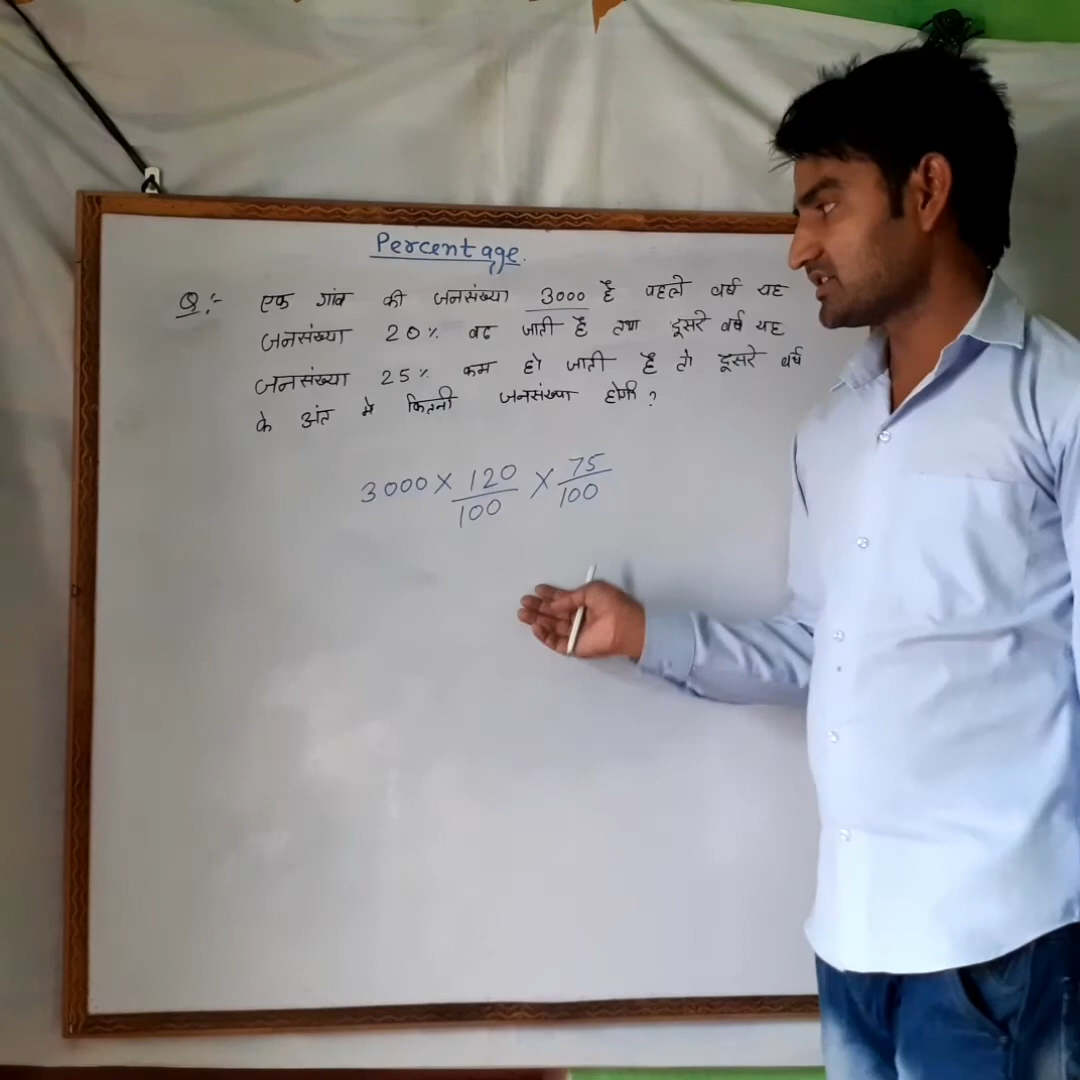 Percentage.
Q:- एक गांव की जनसंख्या 3000 है पहले वर्ष यह
जनसंख्या 20% बढ जाती है तथा दूसरे वर्ष यह
जनसंख्या 25% कम हो जाती है तो दूसरे वर्ष
के अंत मे कितनी जनसंख्या होगी ?
3000 × 120/100 × 75/100